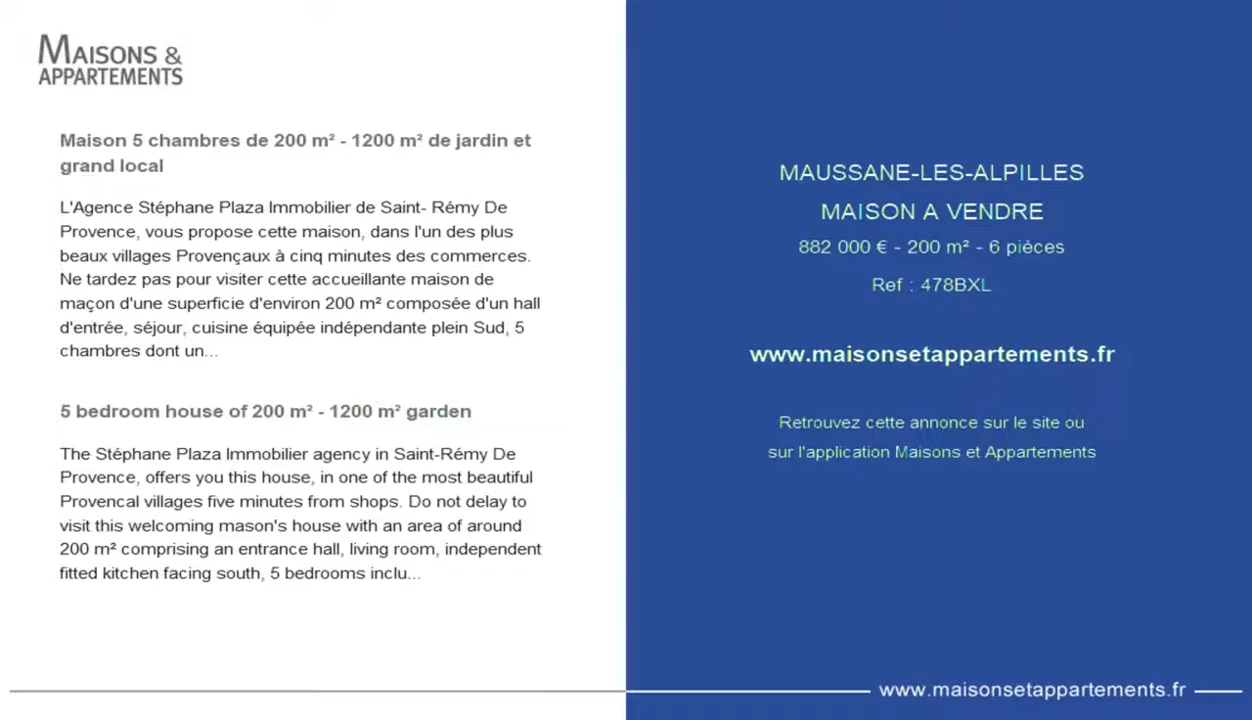 MAISONS &
APPARTEMENTS
Maison 5 chambres de 200 m² - 1200 m² de jardin et
grand local
L'Agence Stéphane Plaza Immobilier de Saint- Rémy De
Provence, vous propose cette maison, dans l'un des plus
beaux villages Provençaux à cinq minutes des commerces.
Ne tardez pas pour visiter cette accueillante maison de
maçon d'une superficie d'environ 200 m² composée d'un hall
d'entrée, séjour, cuisine équipée indépendante plein Sud, 5
chambres dont un...
5 bedroom house of 200 m² - 1200 m² garden
The Stéphane Plaza Immobilier agency in Saint-Rémy De
Provence, offers you this house, in one of the most beautiful
Provencal villages five minutes from shops. Do not delay to
visit this welcoming mason's house with an area of around
200 m² comprising an entrance hall, living room, independent
fitted kitchen facing south, 5 bedrooms inclu...
MAUSSANE-LES-ALPILLES
MAISON A VENDRE
882 000 € - 200 m² - 6 pièces
Ref : 478BXL
www.maisonsetappartements.fr
Retrouvez cette annonce sur le site ou
sur l'application Maisons et Appartements
www.maisonsetappartements.fr